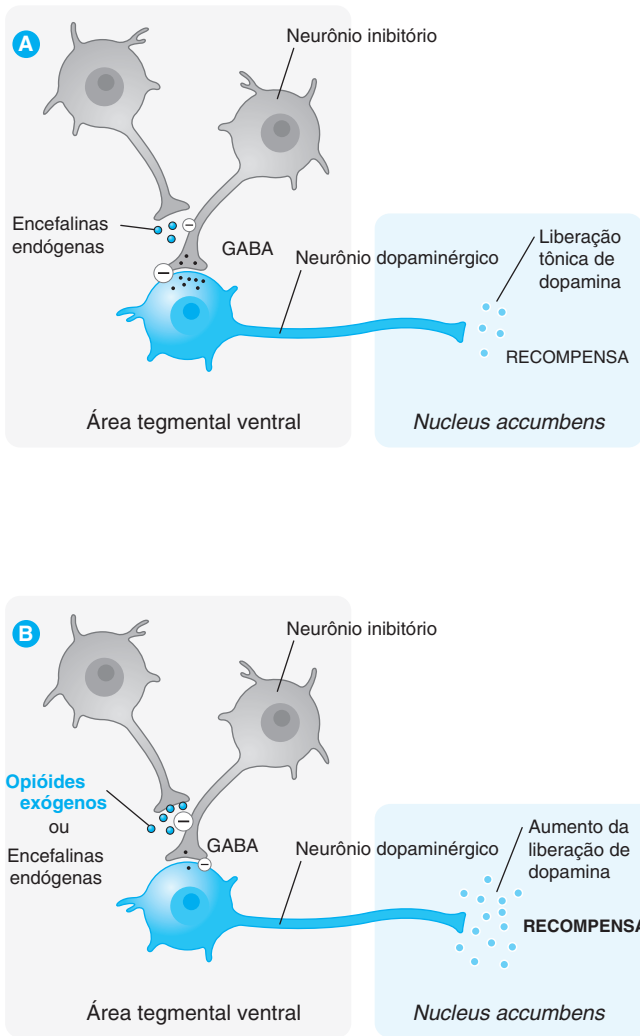 A
Neurônio inibitório
Encefalinas
endógenas
GABA
Neurônio dopaminérgico
Liberação
tônica de
dopamina
RECOMPENSA
Área tegmental ventral
Nucleus accumbens
B
Neurônio inibitório
Opióides
exógenos
ou
Encefalinas
endógenas
GABA
Neurônio dopaminérgico
Aumento da
liberação de
dopamina
RECOMPENSA
Área tegmental ventral
Nucleus accumbens